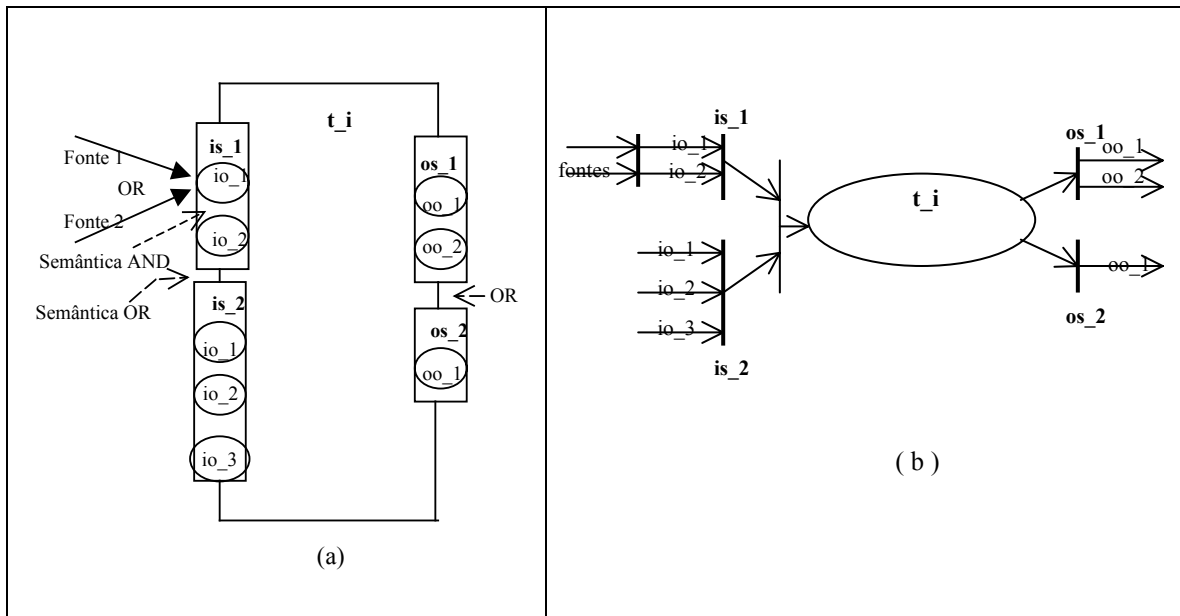 t_i
is_1
Fonte 1
io_1
OR
Fonte 2
io_2
Semântica AND
Semântica OR
is_2
io_1
io_2
io_3
os_1
oo_1
oo_2
OR
os_2
oo_1
(a)
is_1
io_1
fontes
io_2
io_1
io_2
io_3
is_2
t_i
os_1
oo_1
oo_2
oo_1
os_2
( b )